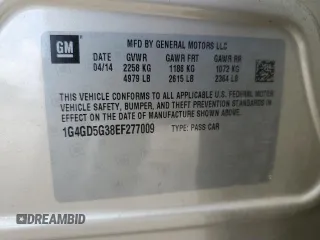 GM
MFD BY GENERAL MOTORS LLC
DATE GVWR GAWR FRT GAWR RR
04/14 2258 KG 1186 KG 1072 KG
4979 LB 2615 LB 2364 LB
THIS VEHICLE CONFORMS TO ALL APPLICABLE U.S. FEDERAL MOTOR
VEHICLE SAFETY, BUMPER, AND THEFT PREVENTION STANDARDS
IN EFFECT ON THE DATE OF MANUFACTURE SHOWN ABOVE.
1G4GD5G38EF277009 TYPE: PASS CAR
DREAMBID